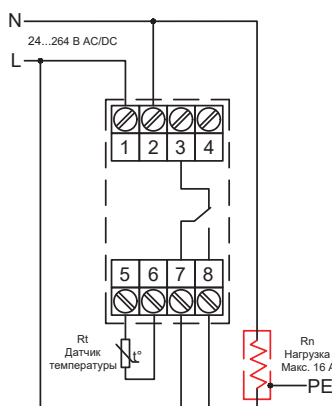 N
24...264 В AC/DC
L
1 2 3 4
5 6 7 8
Rt
Датчик
температуры
t°
Rn
Нагрузка
Макс. 16 А
PE